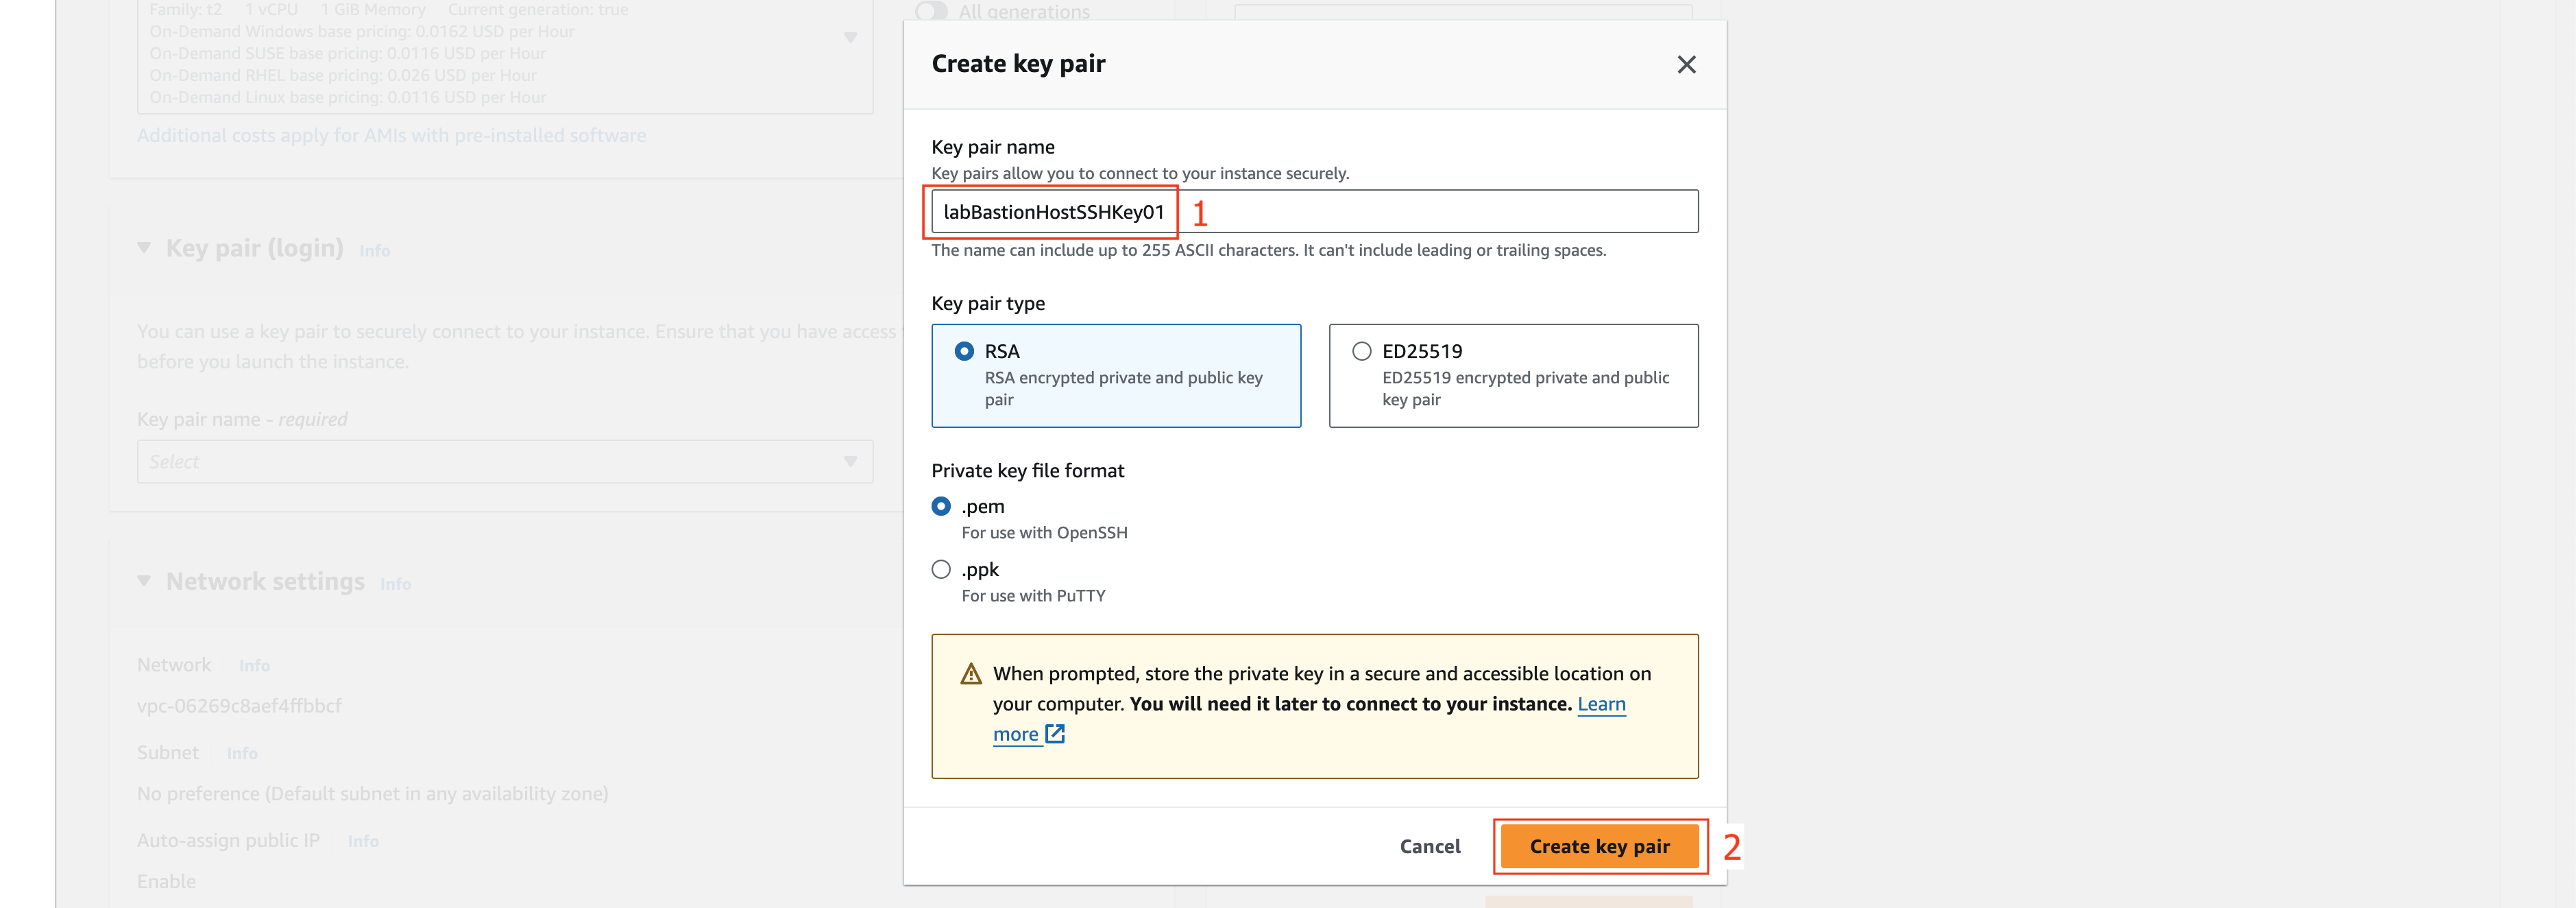 Family: t2 1 vCPU 1 GiB Memory Current generation: true
On-Demand Windows base pricing: 0.0162 USD per Hour
On-Demand SUSE base pricing: 0.0116 USD per Hour
On-Demand RHEL base pricing: 0.026 USD per Hour
On-Demand Linux base pricing: 0.0116 USD per Hour
All generations
Additional costs apply for AMIs with pre-installed software
Key pair (login) Info
You can use a key pair to securely connect to your instance. Ensure that you have access
before you launch the instance.
Key pair name - required
Select
Network settings Info
Network Info
vpc-06269c8aef4ffbbcf
Subnet Info
No preference (Default subnet in any availability zone)
Auto-assign public IP Info
Enable
Create key pair
Key pair name
Key pairs allow you to connect to your instance securely.
labBastionHostSSHKey01 1
The name can include up to 255 ASCII characters. It can't include leading or trailing spaces.
Key pair type
RSA
RSA encrypted private and public key
pair
ED25519
ED25519 encrypted private and public
key pair
Private key file format
.pem
For use with OpenSSH
.ppk
For use with PuTTY
When prompted, store the private key in a secure and accessible location on
your computer. You will need it later to connect to your instance. Learn
more
Cancel Create key pair 2